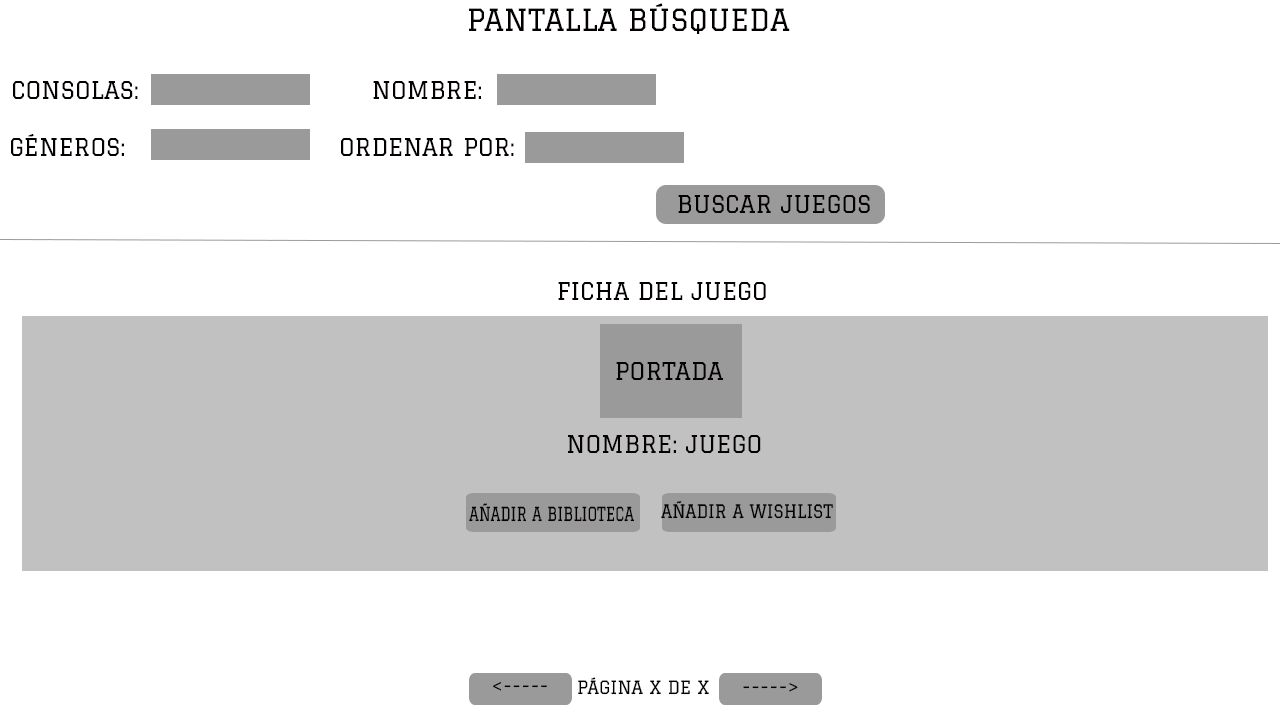 PANTALLA BÚSQUEDA
CONSOLAS:
NOMBRE:
GÉNEROS:
ORDENAR POR:
BUSCAR JUEGOS
FICHA DEL JUEGO
PORTADA
NOMBRE: JUEGO
AÑADIR A BIBLIOTECA
AÑADIR A WISHLIST
<-----
PÁGINA X DE X
----->